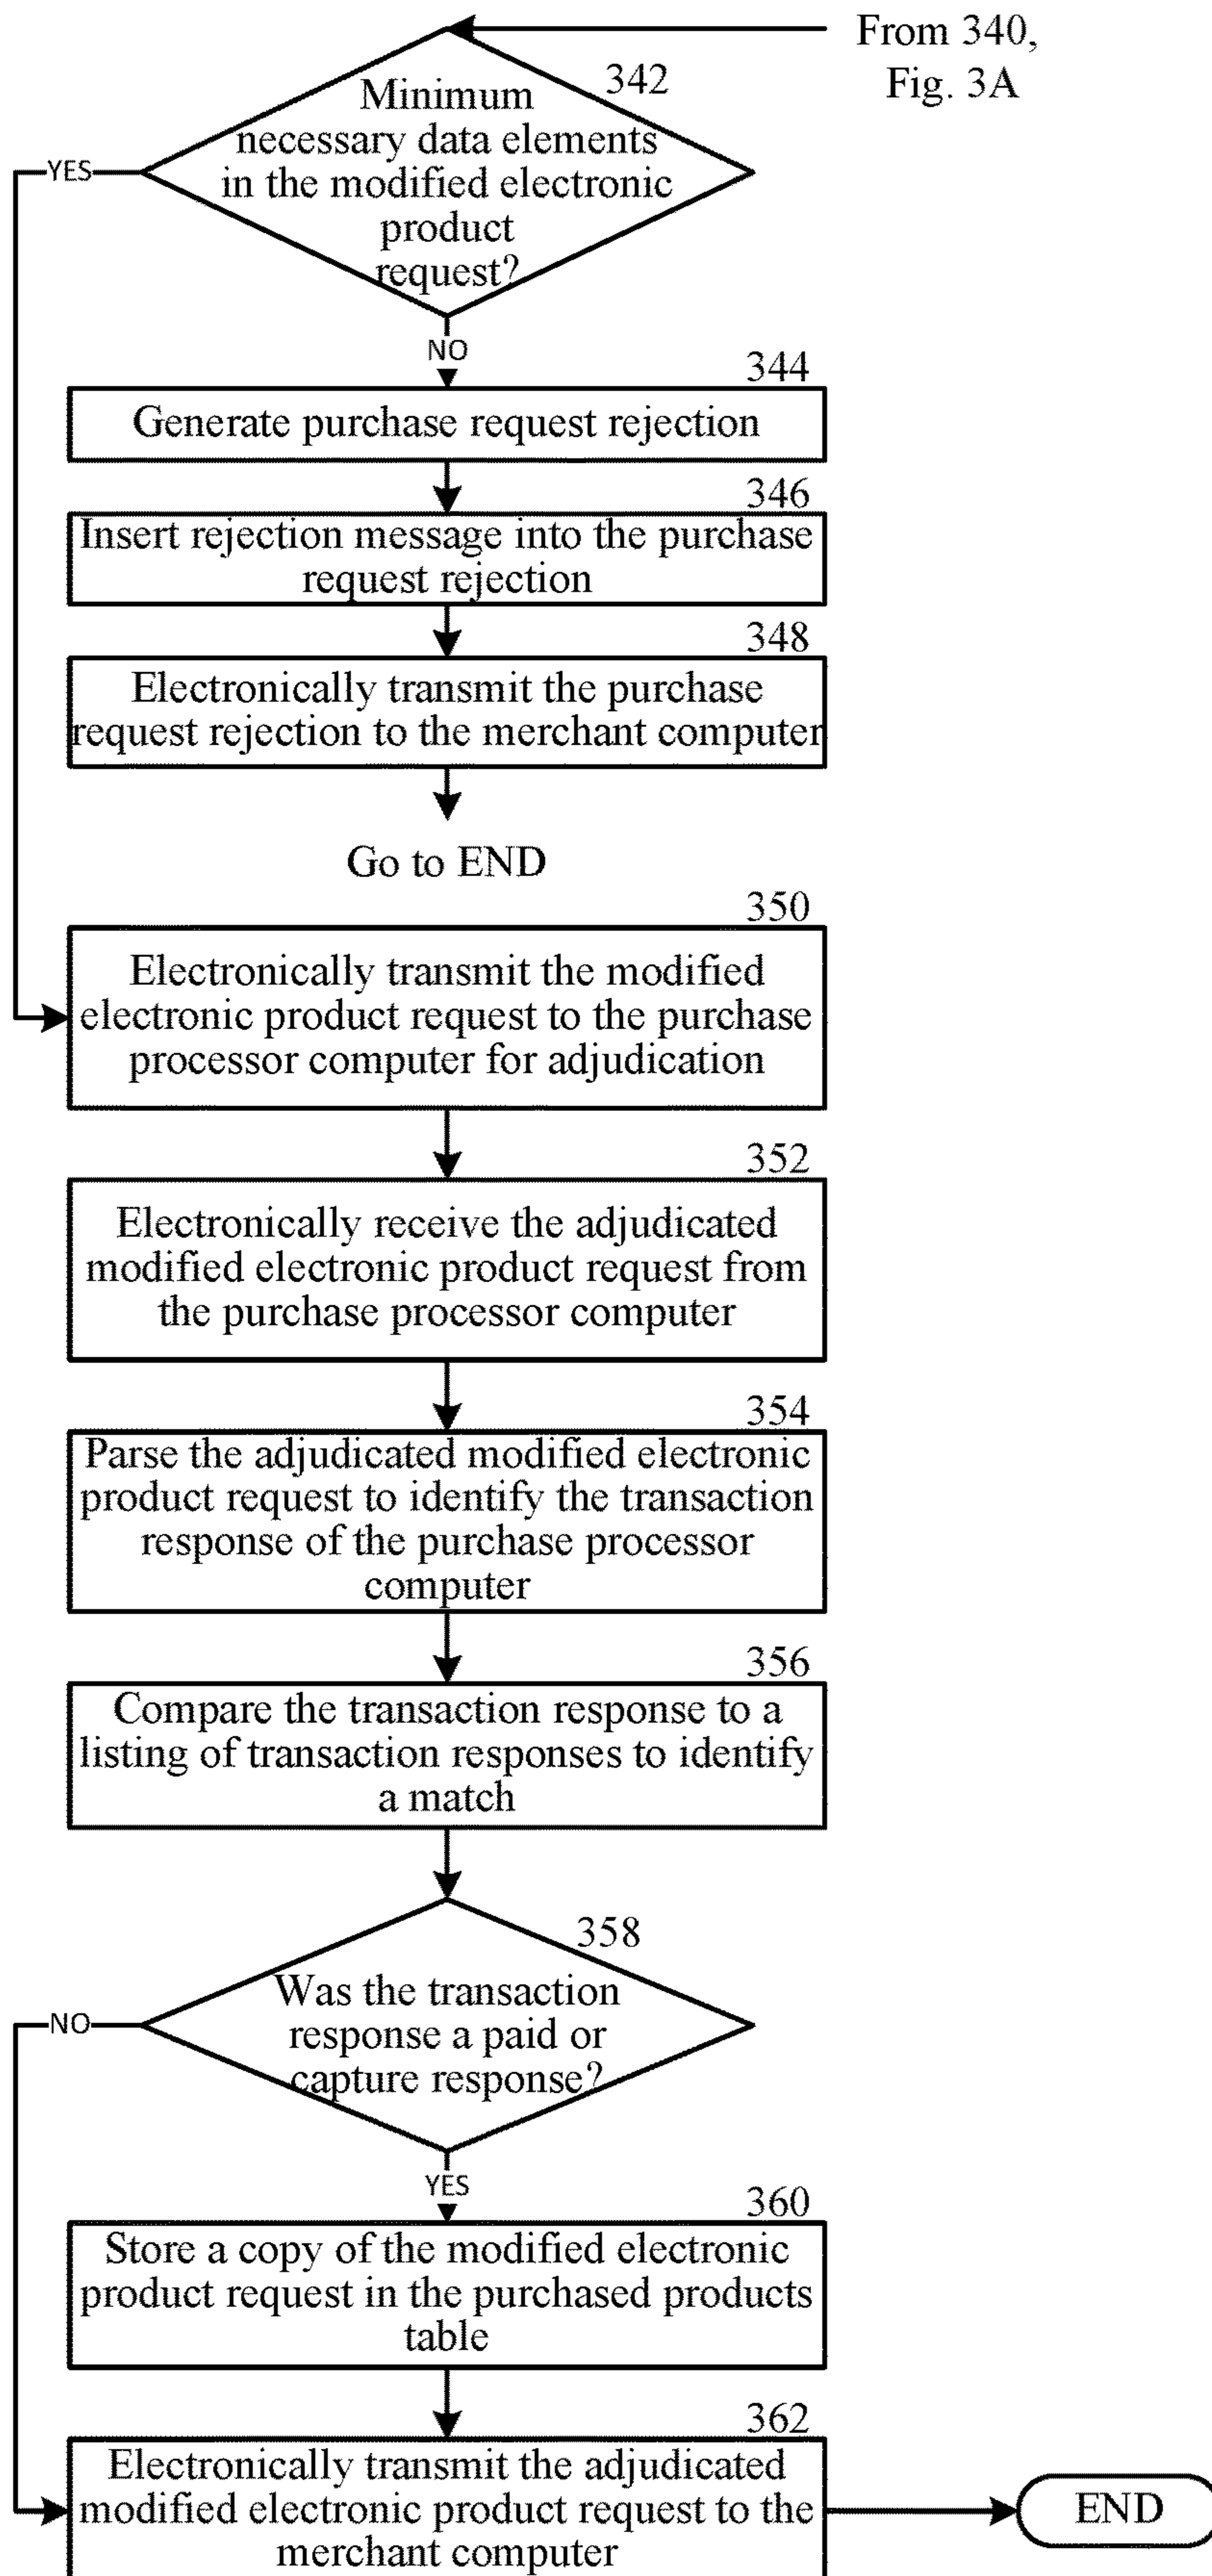 From 340,
Fig. 3A
342
Minimum
necessary data elements
in the modified electronic
product
request?
YES
NO
344
Generate purchase request rejection
346
Insert rejection message into the purchase
request rejection
348
Electronically transmit the purchase
request rejection to the merchant computer
Go to END
350
Electronically transmit the modified
electronic product request to the purchase
processor computer for adjudication
352
Electronically receive the adjudicated
modified electronic product request from
the purchase processor computer
354
Parse the adjudicated modified electronic
product request to identify the transaction
response of the purchase processor
computer
356
Compare the transaction response to a
listing of transaction responses to identify
a match
358
Was the transaction
response a paid or
capture response?
NO
YES
360
Store a copy of the modified electronic
product request in the purchased products
table
362
Electronically transmit the adjudicated
modified electronic product request to the
merchant computer
END